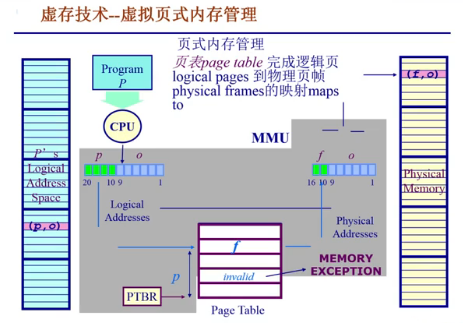 虚存技术--虚拟页式内存管理
页式内存管理
页表page table 完成逻辑页
logical pages 到物理页帧
physical frames的映射maps
to
Program
P
CPU
MMU
(f,o)
P's
Logical
Address
Space
(p,o)
p o
20 10 9 1
Logical
Addresses
f o
16 10 9 1
Physical
Addresses
Physical
Memory
f
p
invalid
MEMORY
EXCEPTION
PTBR
Page Table